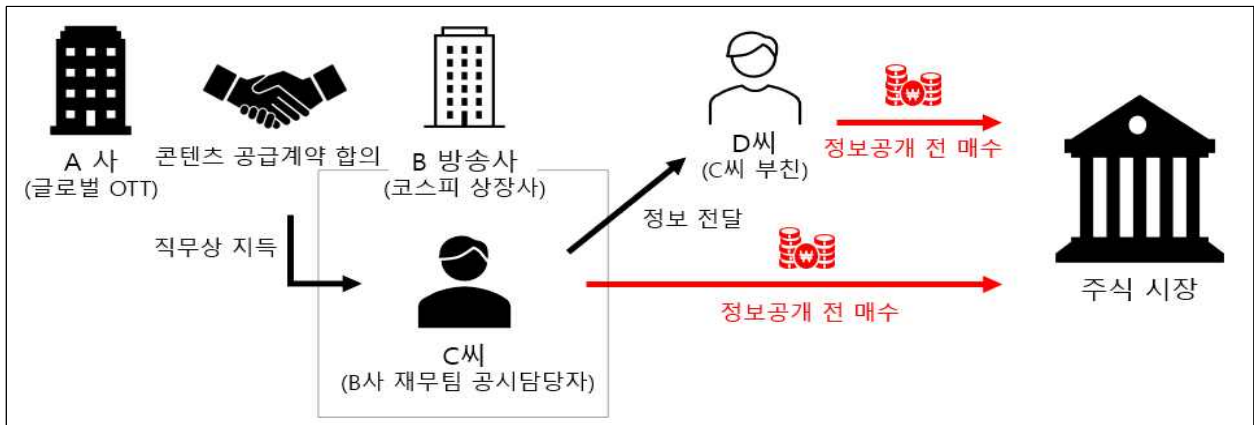 A 사
(글로벌 OTT)
콘텐츠 공급계약 합의
B 방송사
(코스피 상장사)
D씨
(C씨 부친)
₩
정보공개 전 매수
직무상 지득
정보 전달
₩
정보공개 전 매수
C씨
(B사 재무팀 공시담당자)
주식 시장